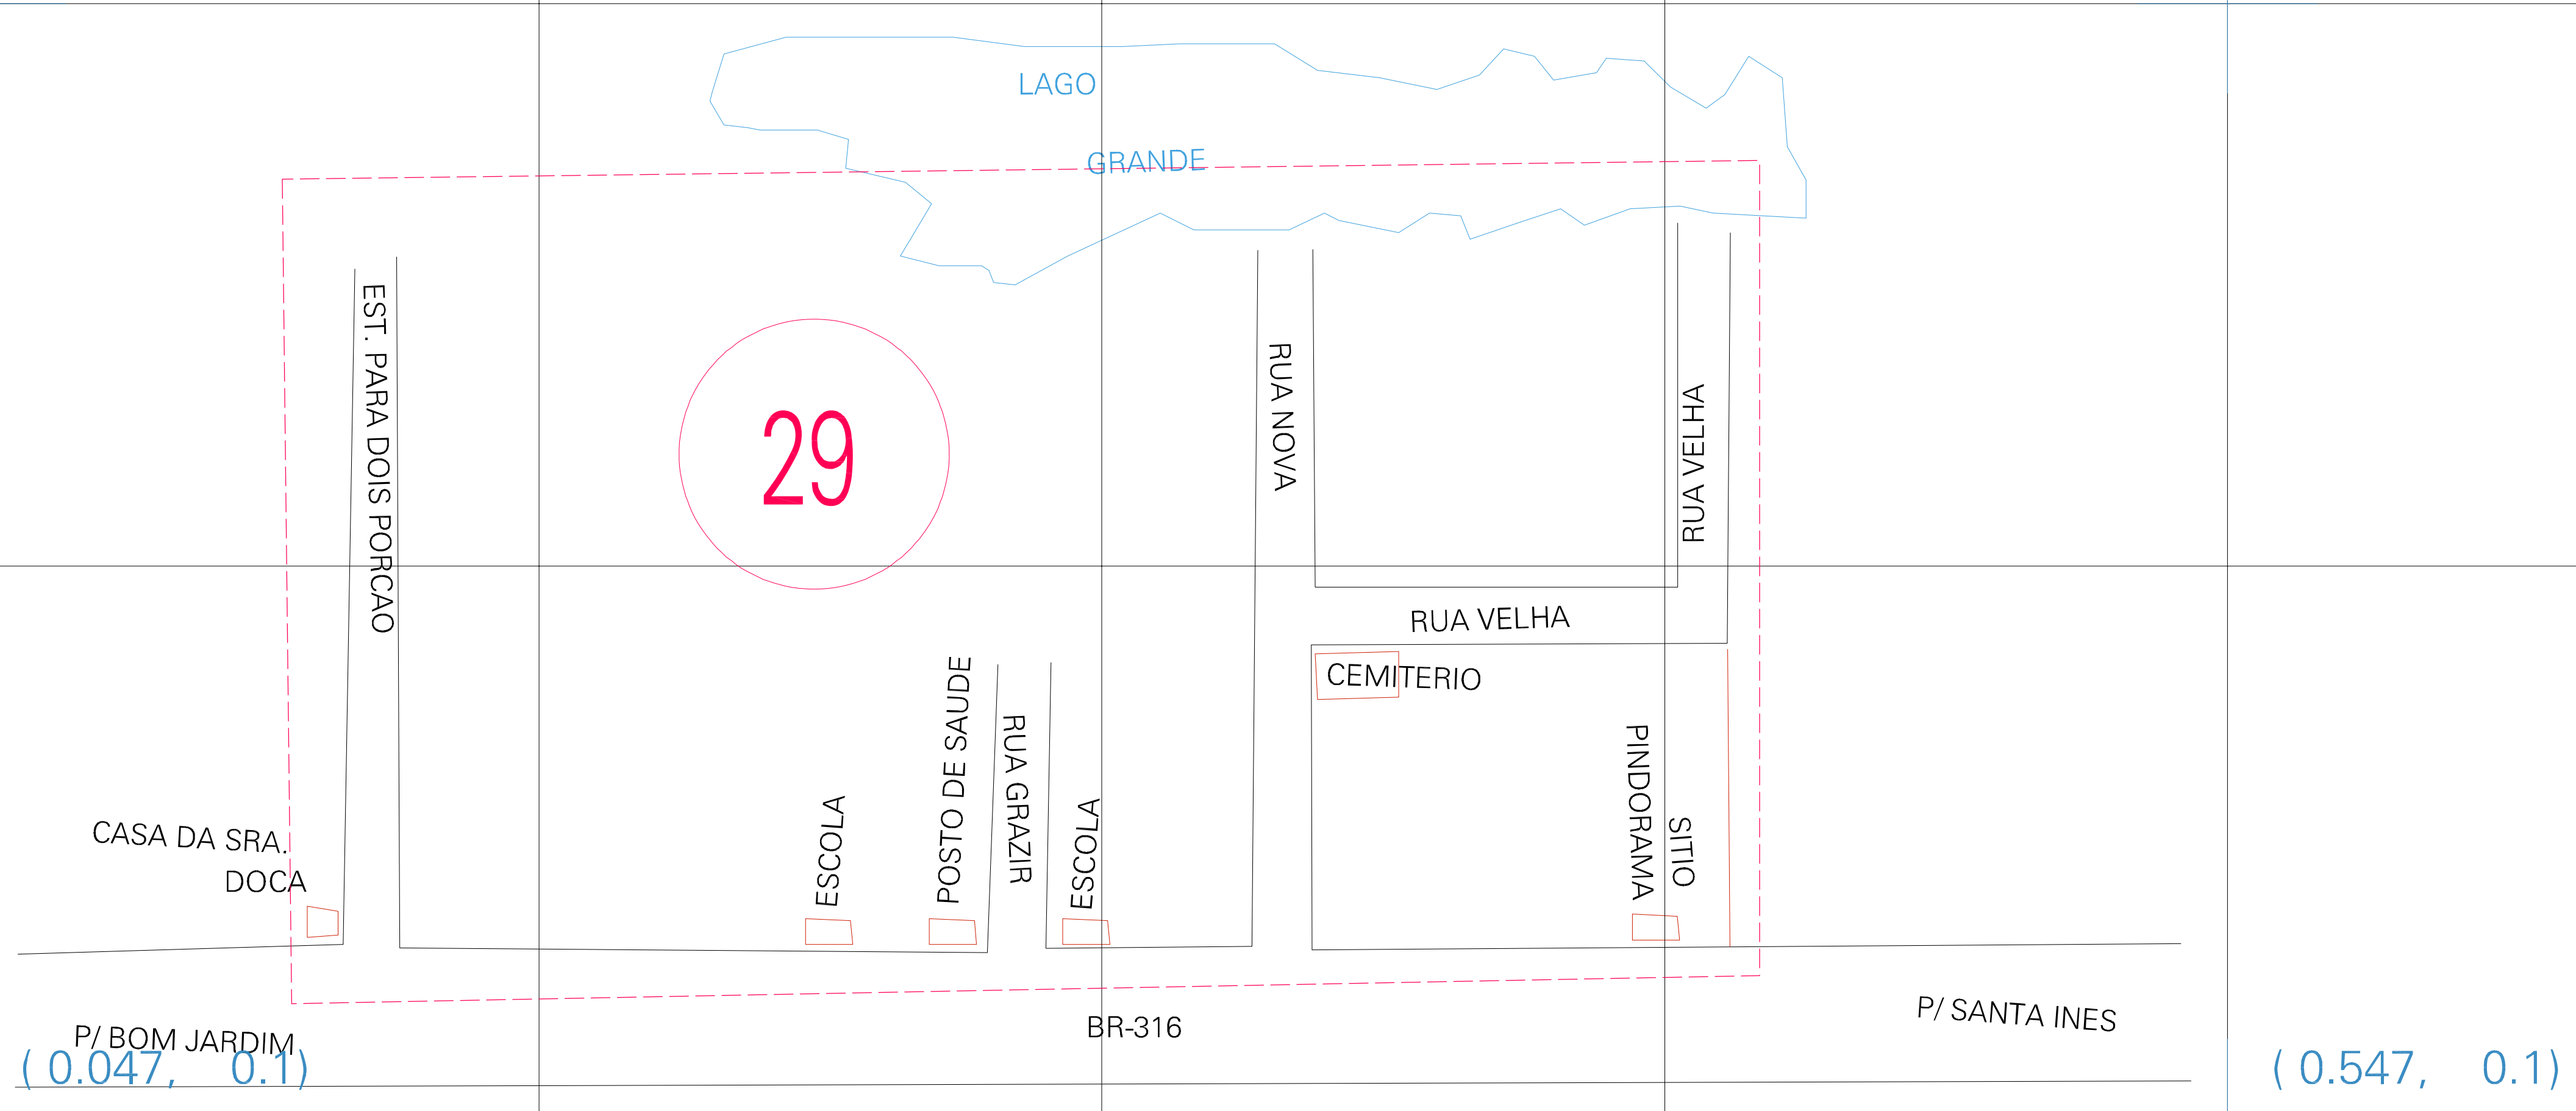 LAGO
GRANDE
EST. PARA DOIS PORCAO
29
RUA NOVA
RUA VELHA
RUA VELHA
CEMITERIO
POSTO DE SAUDE
RUA GRAZIR
ESCOLA
ESCOLA
PINDORAMA
SITIO
CASA DA SRA.
DOCA
P/ BOM JARDIM
BR-316
P/ SANTA INES
( 0.047, 0.1)
( 0.547, 0.1)